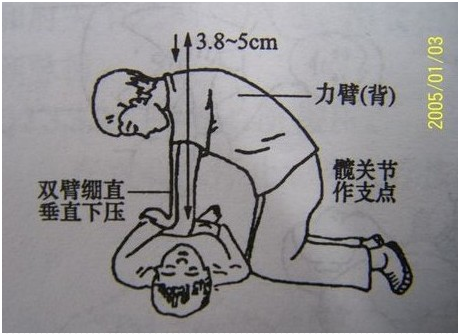 3.8~5cm
力臂(背)
双臂绷直
垂直下压
髋关节
作支点
2005/01/03